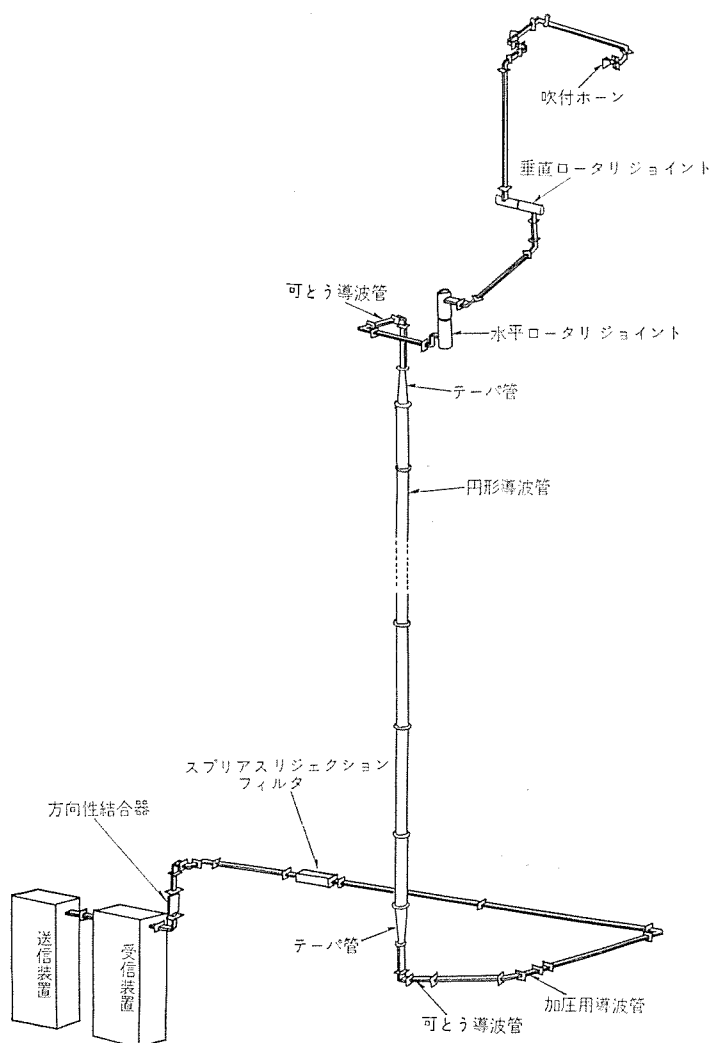 吹付ホーン
垂直ロータリジョイント
可とう導波管
水平ロータリジョイント
テーパ管
円形導波管
スプリアスリジェクション
フィルタ
方向性結合器
送信装置
受信装置
テーパ管
加圧用導波管
可とう導波管